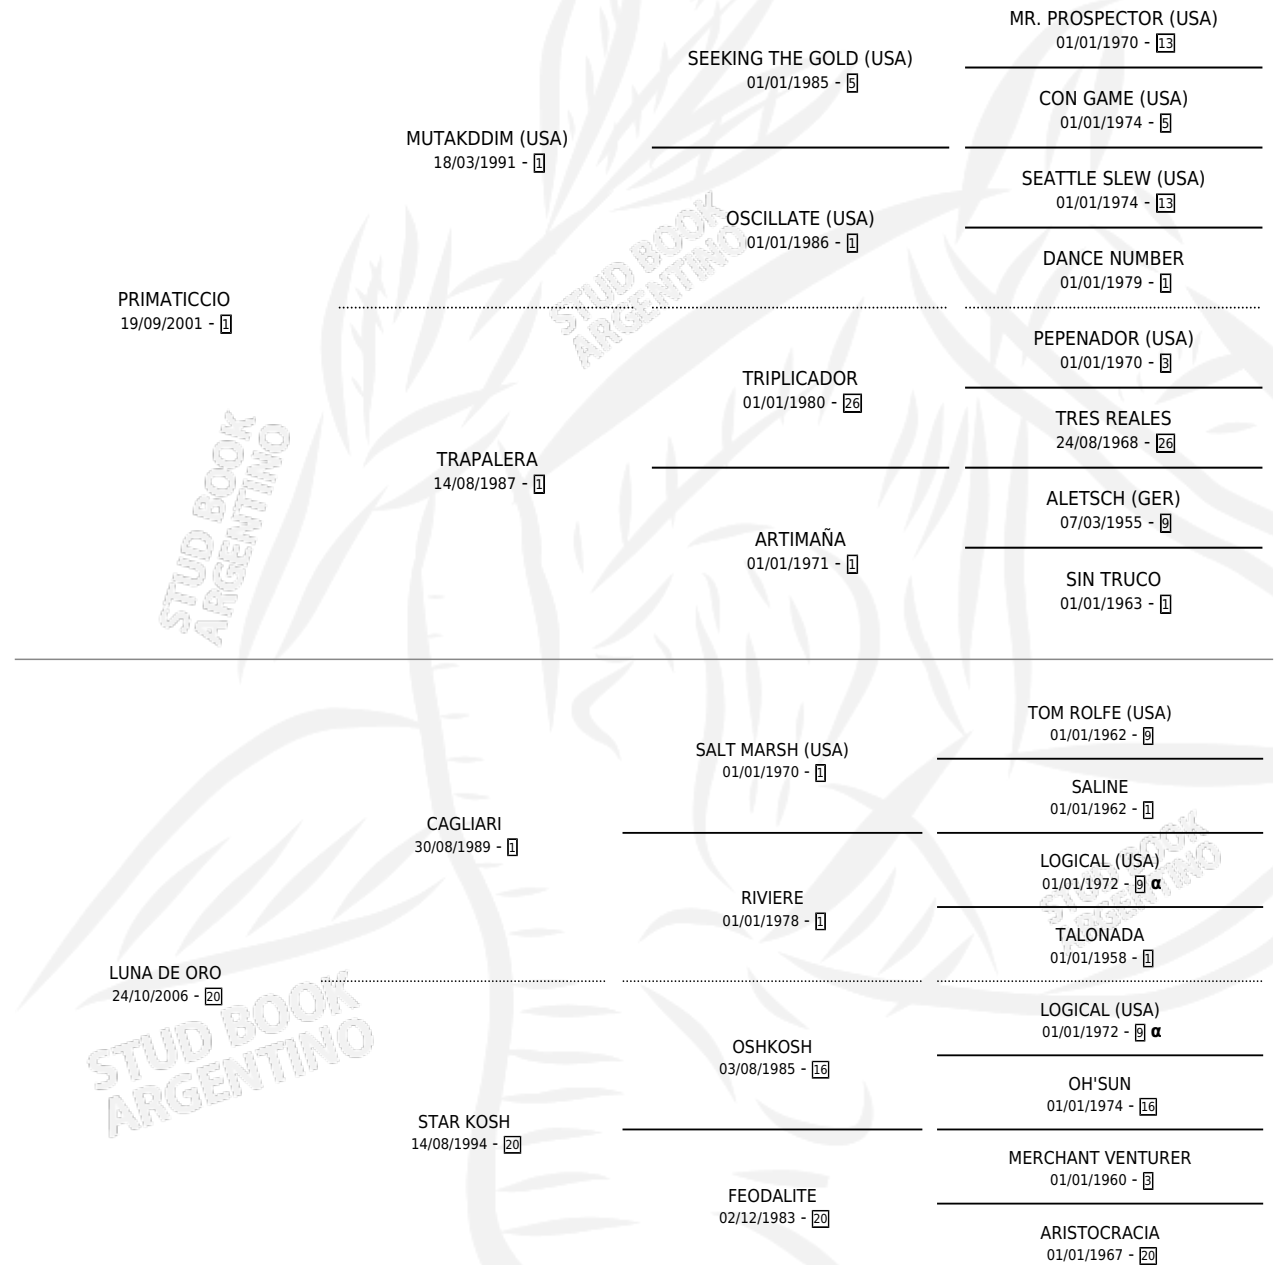 MR. PROSPECTOR (USA)
01/01/1970 - 13
SEEKING THE GOLD (USA)
01/01/1985 - 5
CON GAME (USA)
01/01/1974 - 5
MUTAKDDIM (USA)
18/03/1991 - 1
SEATTLE SLEW (USA)
01/01/1974 - 13
OSCILLATE (USA)
01/01/1986 - 1
DANCE NUMBER
01/01/1979 - 1
PRIMATICCIO
19/09/2001 - 1
PEPENADOR (USA)
01/01/1970 - 3
TRIPLICADOR
01/01/1980 - 26
TRES REALES
24/08/1968 - 26
TRAPALERA
14/08/1987 - 1
ALETSCH (GER)
07/03/1955 - 9
ARTIMAÑA
01/01/1971 - 1
SIN TRUCO
01/01/1963 - 1
TOM ROLFE (USA)
01/01/1962 - 9
SALT MARSH (USA)
01/01/1970 - 1
SALINE
01/01/1962 - 1
CAGLIARI
30/08/1989 - 1
LOGICAL (USA)
01/01/1972 - 9 α
RIVIERE
01/01/1978 - 1
TALONADA
01/01/1958 - 1
LUNA DE ORO
24/10/2006 - 20
LOGICAL (USA)
01/01/1972 - 9 α
OSHKOSH
03/08/1985 - 16
OH'SUN
01/01/1974 - 16
STAR KOSH
14/08/1994 - 20
MERCHANT VENTURER
01/01/1960 - 3
FEODALITE
02/12/1983 - 20
ARISTOCRACIA
01/01/1967 - 20
STUD BOOK
ARGENTINO
STUD BOOK
ARGENTINO
STUD BOOK
ARGENTINO
STUD BOOK
ARGENTINO